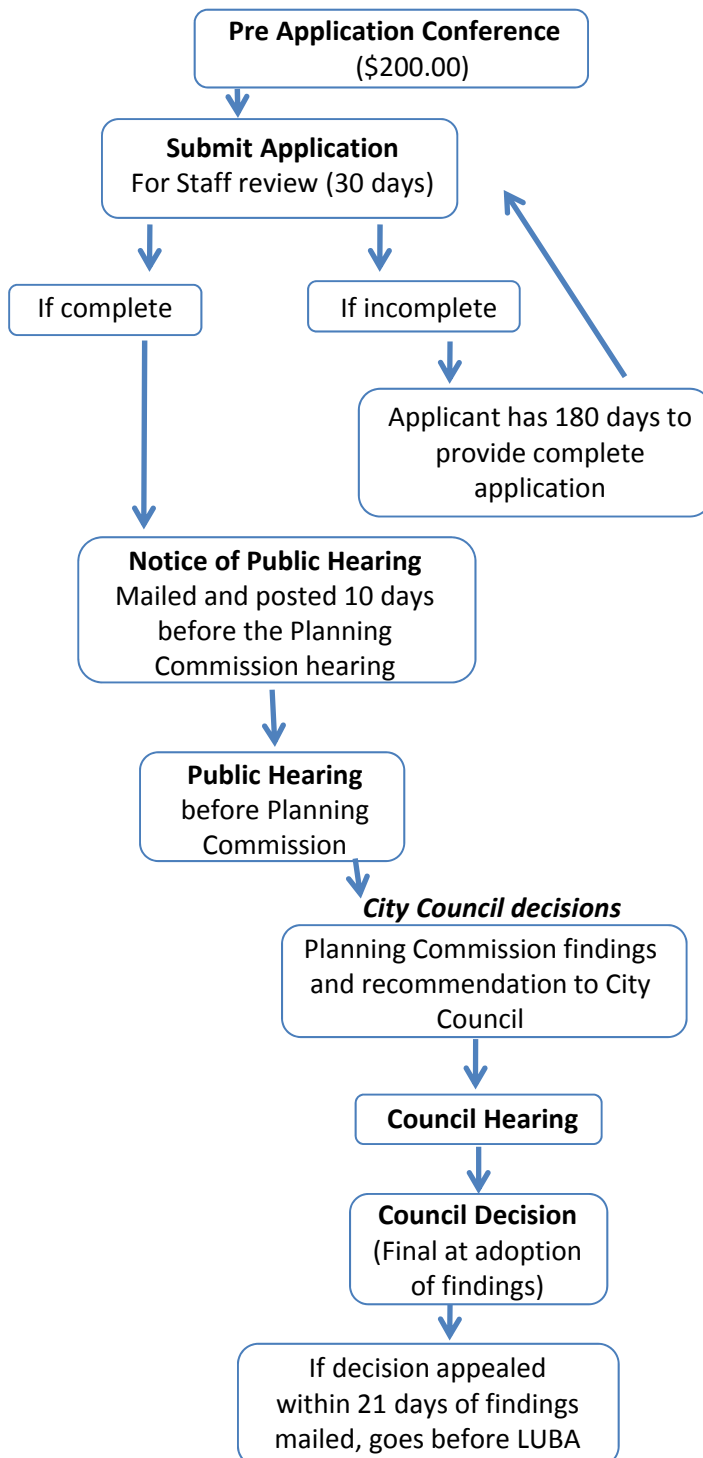 Pre Application Conference
($200.00)
Submit Application
For Staff review (30 days)
If complete
If incomplete
Applicant has 180 days to
provide complete
application
Notice of Public Hearing
Mailed and posted 10 days
before the Planning
Commission hearing
Public Hearing
before Planning
Commission
City Council decisions
Planning Commission findings
and recommendation to City
Council
Council Hearing
Council Decision
(Final at adoption
of findings)
If decision appealed
within 21 days of findings
mailed, goes before LUBA